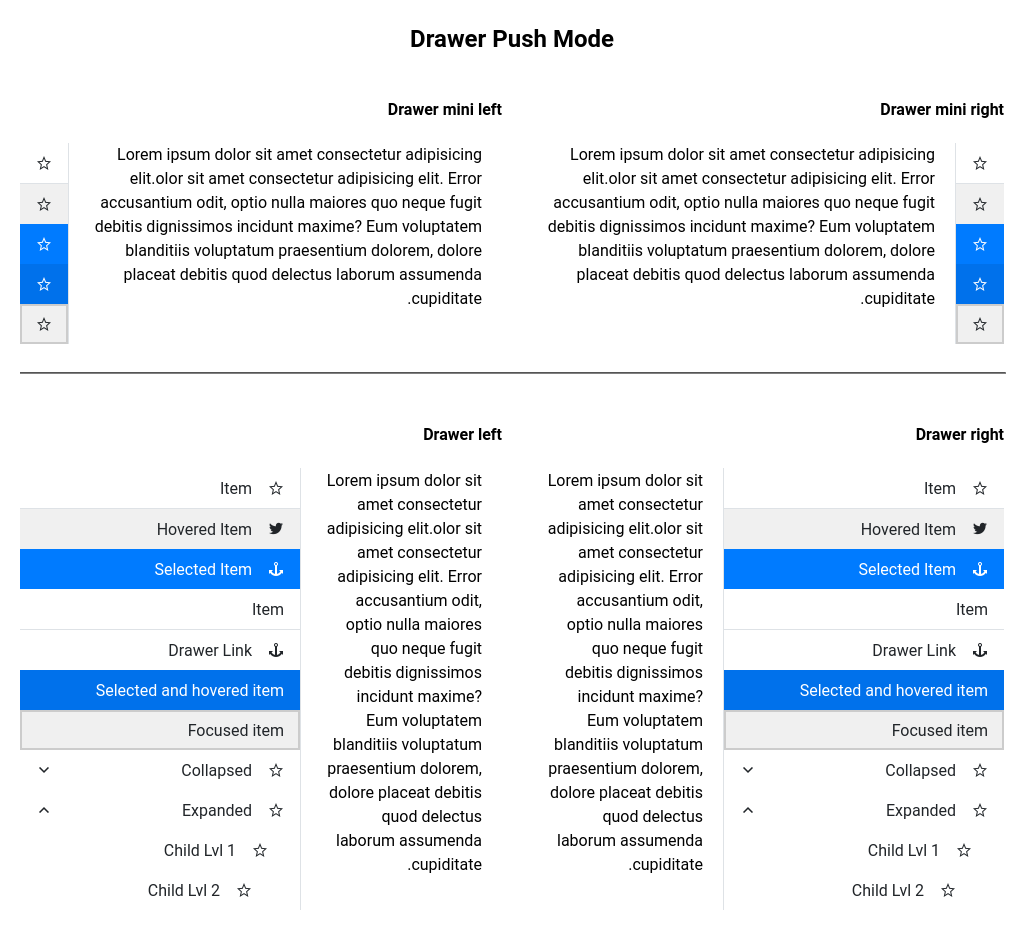 Drawer Push Mode
Drawer mini left
Lorem ipsum dolor sit amet consectetur adipisicing
elit.olor sit amet consectetur adipisicing elit. Error
accusantium odit, optio nulla maiores quo neque fugit
debitis dignissimos incidunt maxime? Eum voluptatem
blanditiis voluptatum praesentium dolorem, dolore
placeat debitis quod delectus laborum assumenda
.cupiditate
Drawer mini right
Lorem ipsum dolor sit amet consectetur adipisicing
elit.olor sit amet consectetur adipisicing elit. Error
accusantium odit, optio nulla maiores quo neque fugit
debitis dignissimos incidunt maxime? Eum voluptatem
blanditiis voluptatum praesentium dolorem, dolore
placeat debitis quod delectus laborum assumenda
.cupiditate
Drawer left
Item
Hovered Item
Selected Item
Item
Drawer Link
Selected and hovered item
Focused item
Collapsed
Expanded
Child Lvl 1
Child Lvl 2
Lorem ipsum dolor sit
amet consectetur
adipisicing elit.olor sit
amet consectetur
adipisicing elit. Error
accusantium odit,
optio nulla maiores
quo neque fugit
debitis dignissimos
incidunt maxime?
Eum voluptatem
blanditiis voluptatum
praesentium dolorem,
dolore placeat debitis
quod delectus
laborum assumenda
.cupiditate
Drawer right
Lorem ipsum dolor sit
amet consectetur
adipisicing elit.olor sit
amet consectetur
adipisicing elit. Error
accusantium odit,
optio nulla maiores
quo neque fugit
debitis dignissimos
incidunt maxime?
Eum voluptatem
blanditiis voluptatum
praesentium dolorem,
dolore placeat debitis
quod delectus
laborum assumenda
.cupiditate
Item
Hovered Item
Selected Item
Item
Drawer Link
Selected and hovered item
Focused item
Collapsed
Expanded
Child Lvl 1
Child Lvl 2